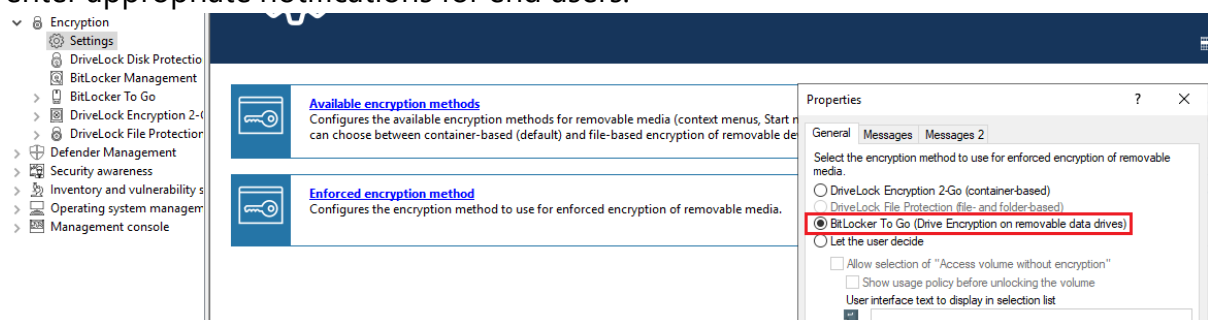 enter appropriate notifications for end users.
Encryption
Settings
DriveLock Disk Protectio
BitLocker Management
BitLocker To Go
DriveLock Encryption 2-(
DriveLock File Protection
Defender Management
Security awareness
Inventory and vulnerability s
Operating system managem
Management console
Available encryption methods
Configures the available encryption methods for removable media (context menus, Start n
can choose between container-based (default) and file-based encryption of removable de
Enforced encryption method
Configures the encryption method to use for enforced encryption of removable media.
Properties ? X
General Messages Messages 2
Select the encryption method to use for enforced encryption of removable
media.
DriveLock Encryption 2-Go (container-based)
DriveLock File Protection (file- and folder-based)
BitLocker To Go (Drive Encryption on removable data drives)
Let the user decide
Allow selection of "Access volume without encryption"
Show usage policy before unlocking the volume
User interface text to display in selection list